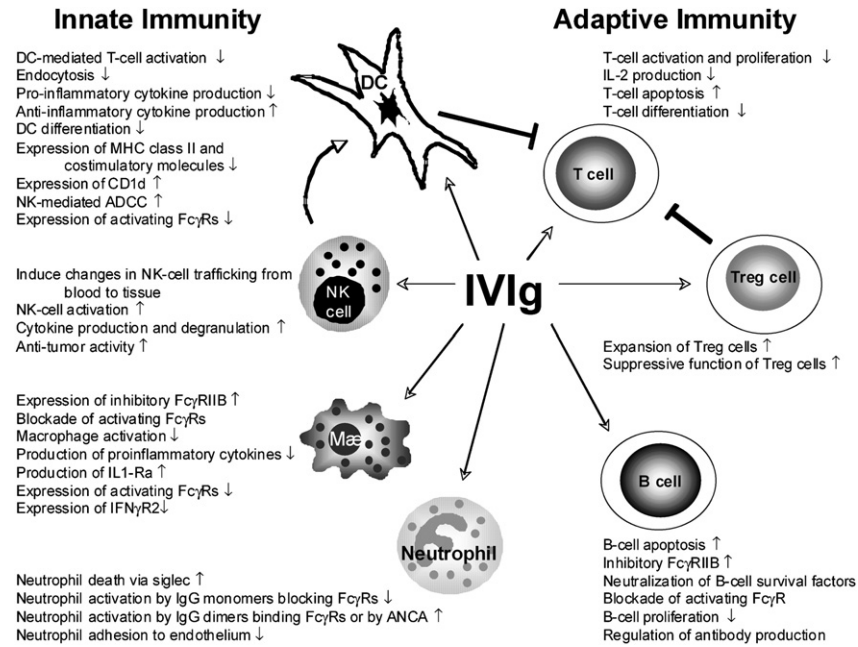 Innate Immunity
DC-mediated T-cell activation ↓
Endocytosis ↓
Pro-inflammatory cytokine production ↓
Anti-inflammatory cytokine production ↑
DC differentiation ↓
Expression of MHC class II and
costimulatory molecules ↓
Expression of CD1d ↑
NK-mediated ADCC ↑
Expression of activating FcγRs ↓
Induce changes in NK-cell trafficking from
blood to tissue
NK-cell activation ↑
Cytokine production and degranulation ↑
Anti-tumor activity ↑
Expression of inhibitory FcγRIIB ↑
Blockade of activating FcγRs
Macrophage activation ↓
Production of proinflammatory cytokines ↓
Production of IL1-Ra ↑
Expression of activating FcγRs ↓
Expression of IFNγR2↓
Neutrophil death via siglec ↑
Neutrophil activation by IgG monomers blocking FcγRs ↓
Neutrophil activation by IgG dimers binding FcγRs or by ANCA ↑
Neutrophil adhesion to endothelium ↓
DC
NK
cell
Mæ
Neutrophil
IVIg
Adaptive Immunity
T-cell activation and proliferation ↓
IL-2 production ↓
T-cell apoptosis ↑
T-cell differentiation ↓
T cell
Treg cell
Expansion of Treg cells ↑
Suppressive function of Treg cells ↑
B cell
B-cell apoptosis ↑
Inhibitory FcγRIIB ↑
Neutralization of B-cell survival factors
Blockade of activating FcγR
B-cell proliferation ↓
Regulation of antibody production